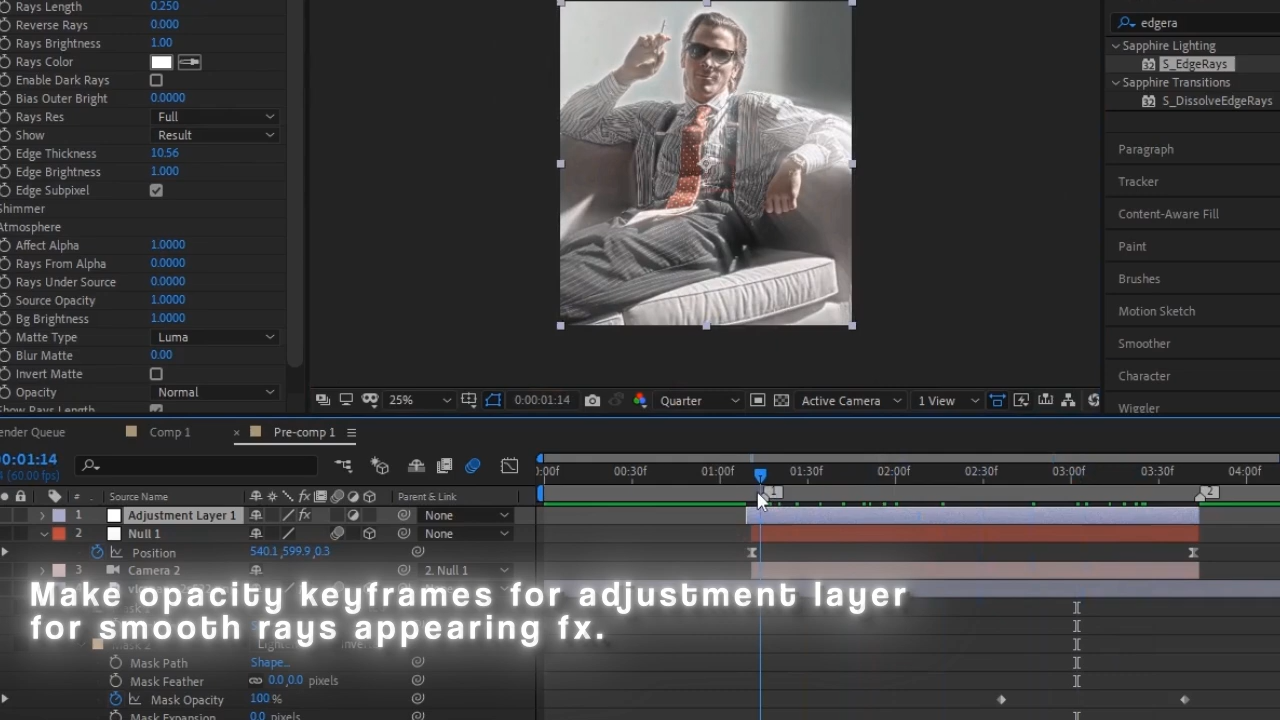 Rays Length 0.250
Reverse Rays 0.000
Rays Brightness 1.00
Rays Color
Enable Dark Rays
Bias Outer Bright 0.0000
Rays Res Full
Show Result
Edge Thickness 10.56
Edge Brightness 1.000
Edge Subpixel
Shimmer
Atmosphere
Affect Alpha 1.0000
Rays From Alpha 0.0000
Rays Under Source 0.0000
Source Opacity 1.0000
Bg Brightness 1.0000
Matte Type Luma
Blur Matte 0.00
Invert Matte
Opacity Normal
Show Rays Length
25% 0:00:01:14 Quarter Active Camera 1 View
edgera
Sapphire Lighting
S_EdgeRays
Sapphire Transitions
S_DissolveEdgeRays
Paragraph
Tracker
Content-Aware Fill
Paint
Brushes
Motion Sketch
Smoother
Character
Wiggler
ender Queue Comp 1 × Pre-comp 1
00:01:14
(60.00 fps)
:00f 00:30f 01:00f 01:30f 02:00f 02:30f 03:00f 03:30f 04:00f
# Source Name fx Parent & Link 1 2
1 Adjustment Layer 1 fx None
2 Null 1 None
Position 540.1,599.9,0.3
3 Camera 2 2. Null 1
Make opacity keyframes for adjustment layer
for smooth rays appearing fx.
Mask Path Shape...
Mask Feather 0.0,0.0 pixels
Mask Opacity 100 %
Mask Expansion 0.0 pixels